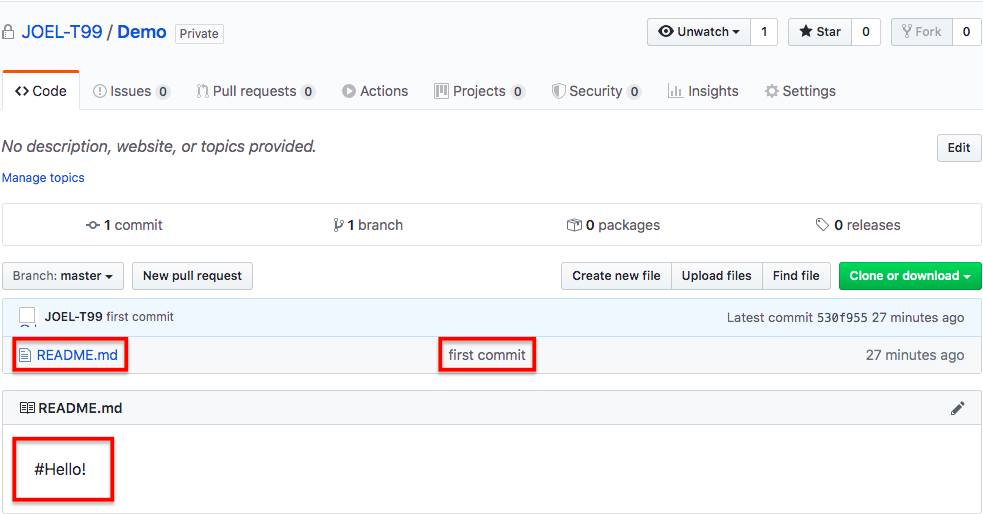 JOEL-T99 / Demo Private Unwatch 1 Star 0 Fork 0
Code Issues 0 Pull requests 0 Actions Projects 0 Security 0 Insights Settings
No description, website, or topics provided. Edit
Manage topics
1 commit 1 branch 0 packages 0 releases
Branch: master New pull request Create new file Upload files Find file Clone or download
JOEL-T99 first commit Latest commit 530f955 27 minutes ago
README.md first commit 27 minutes ago
README.md
#Hello!